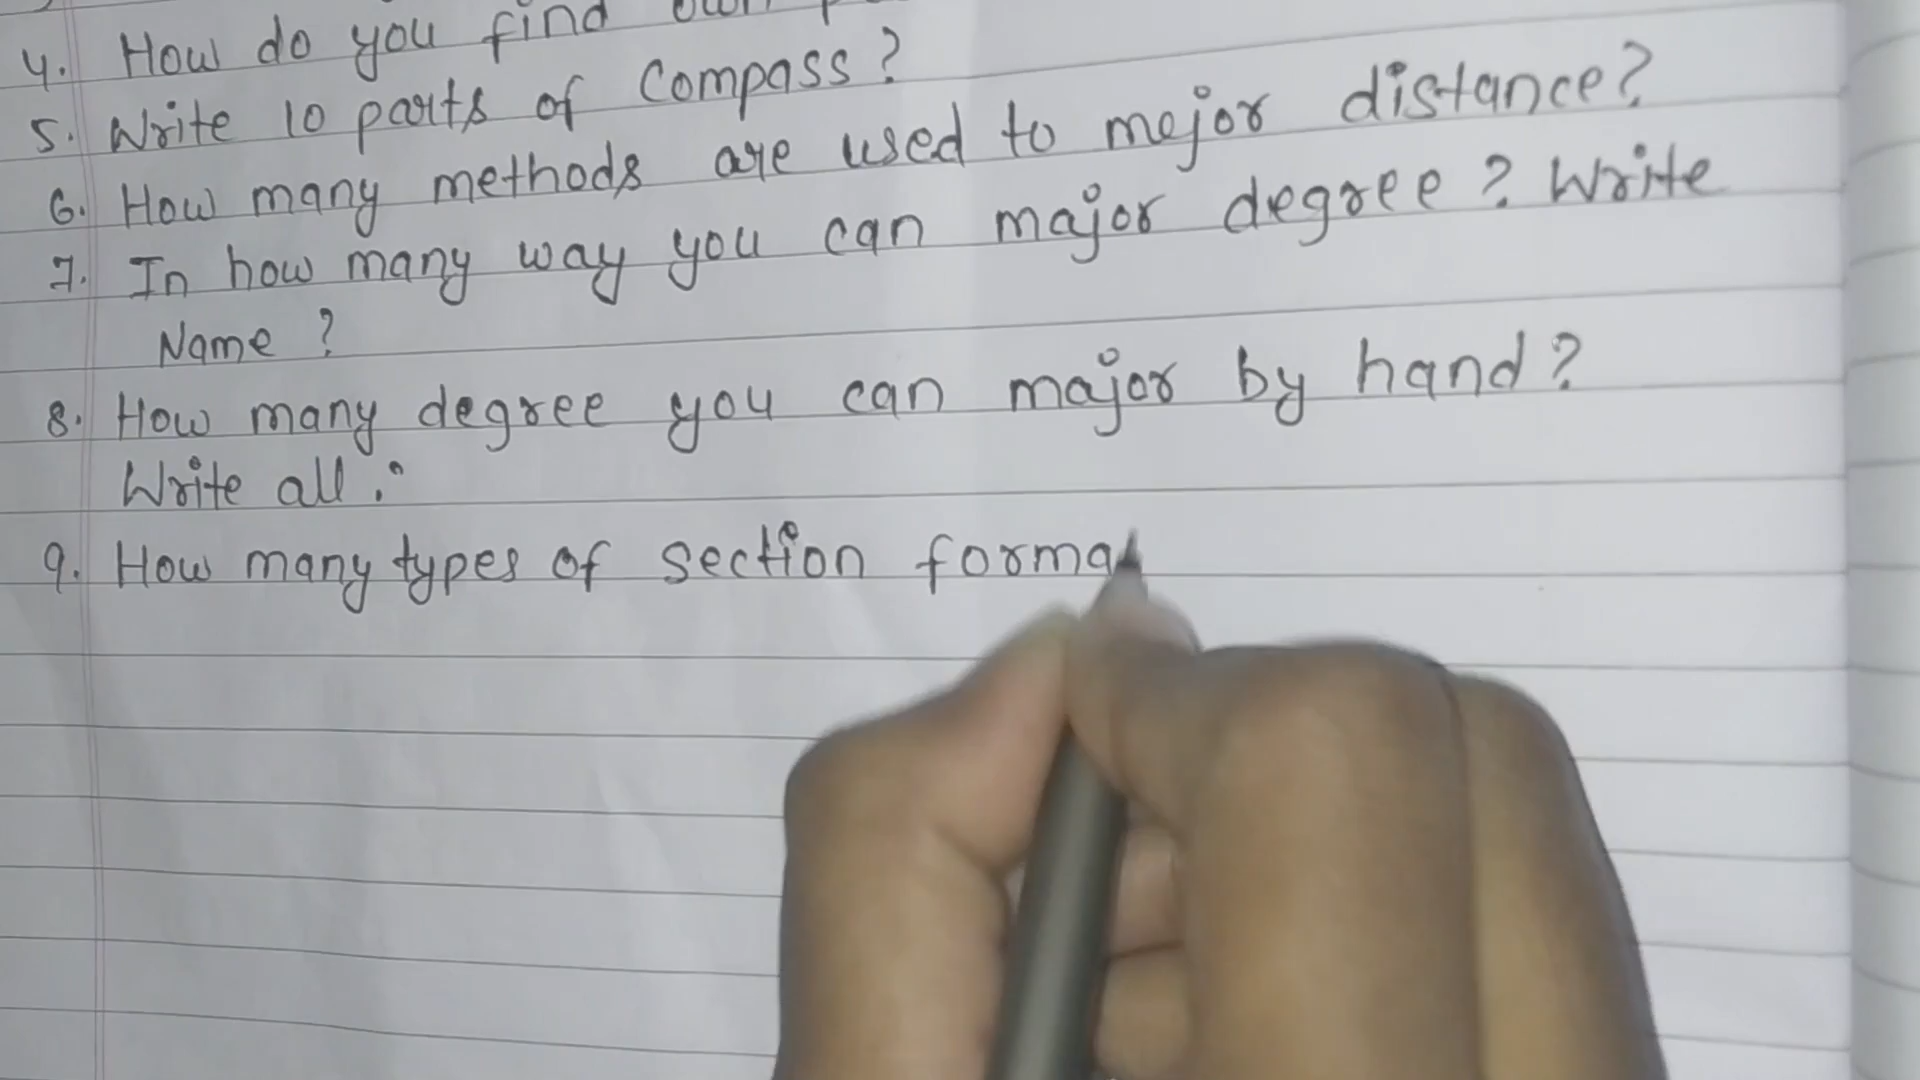 4. How do you find own
5. Write 10 parts of Compass?
6. How many methods are used to mejor distance?
7. In how many way you can major degree? Write
Name?
8. How many degree you can major by hand?
Write all.
9. How many types of section forma